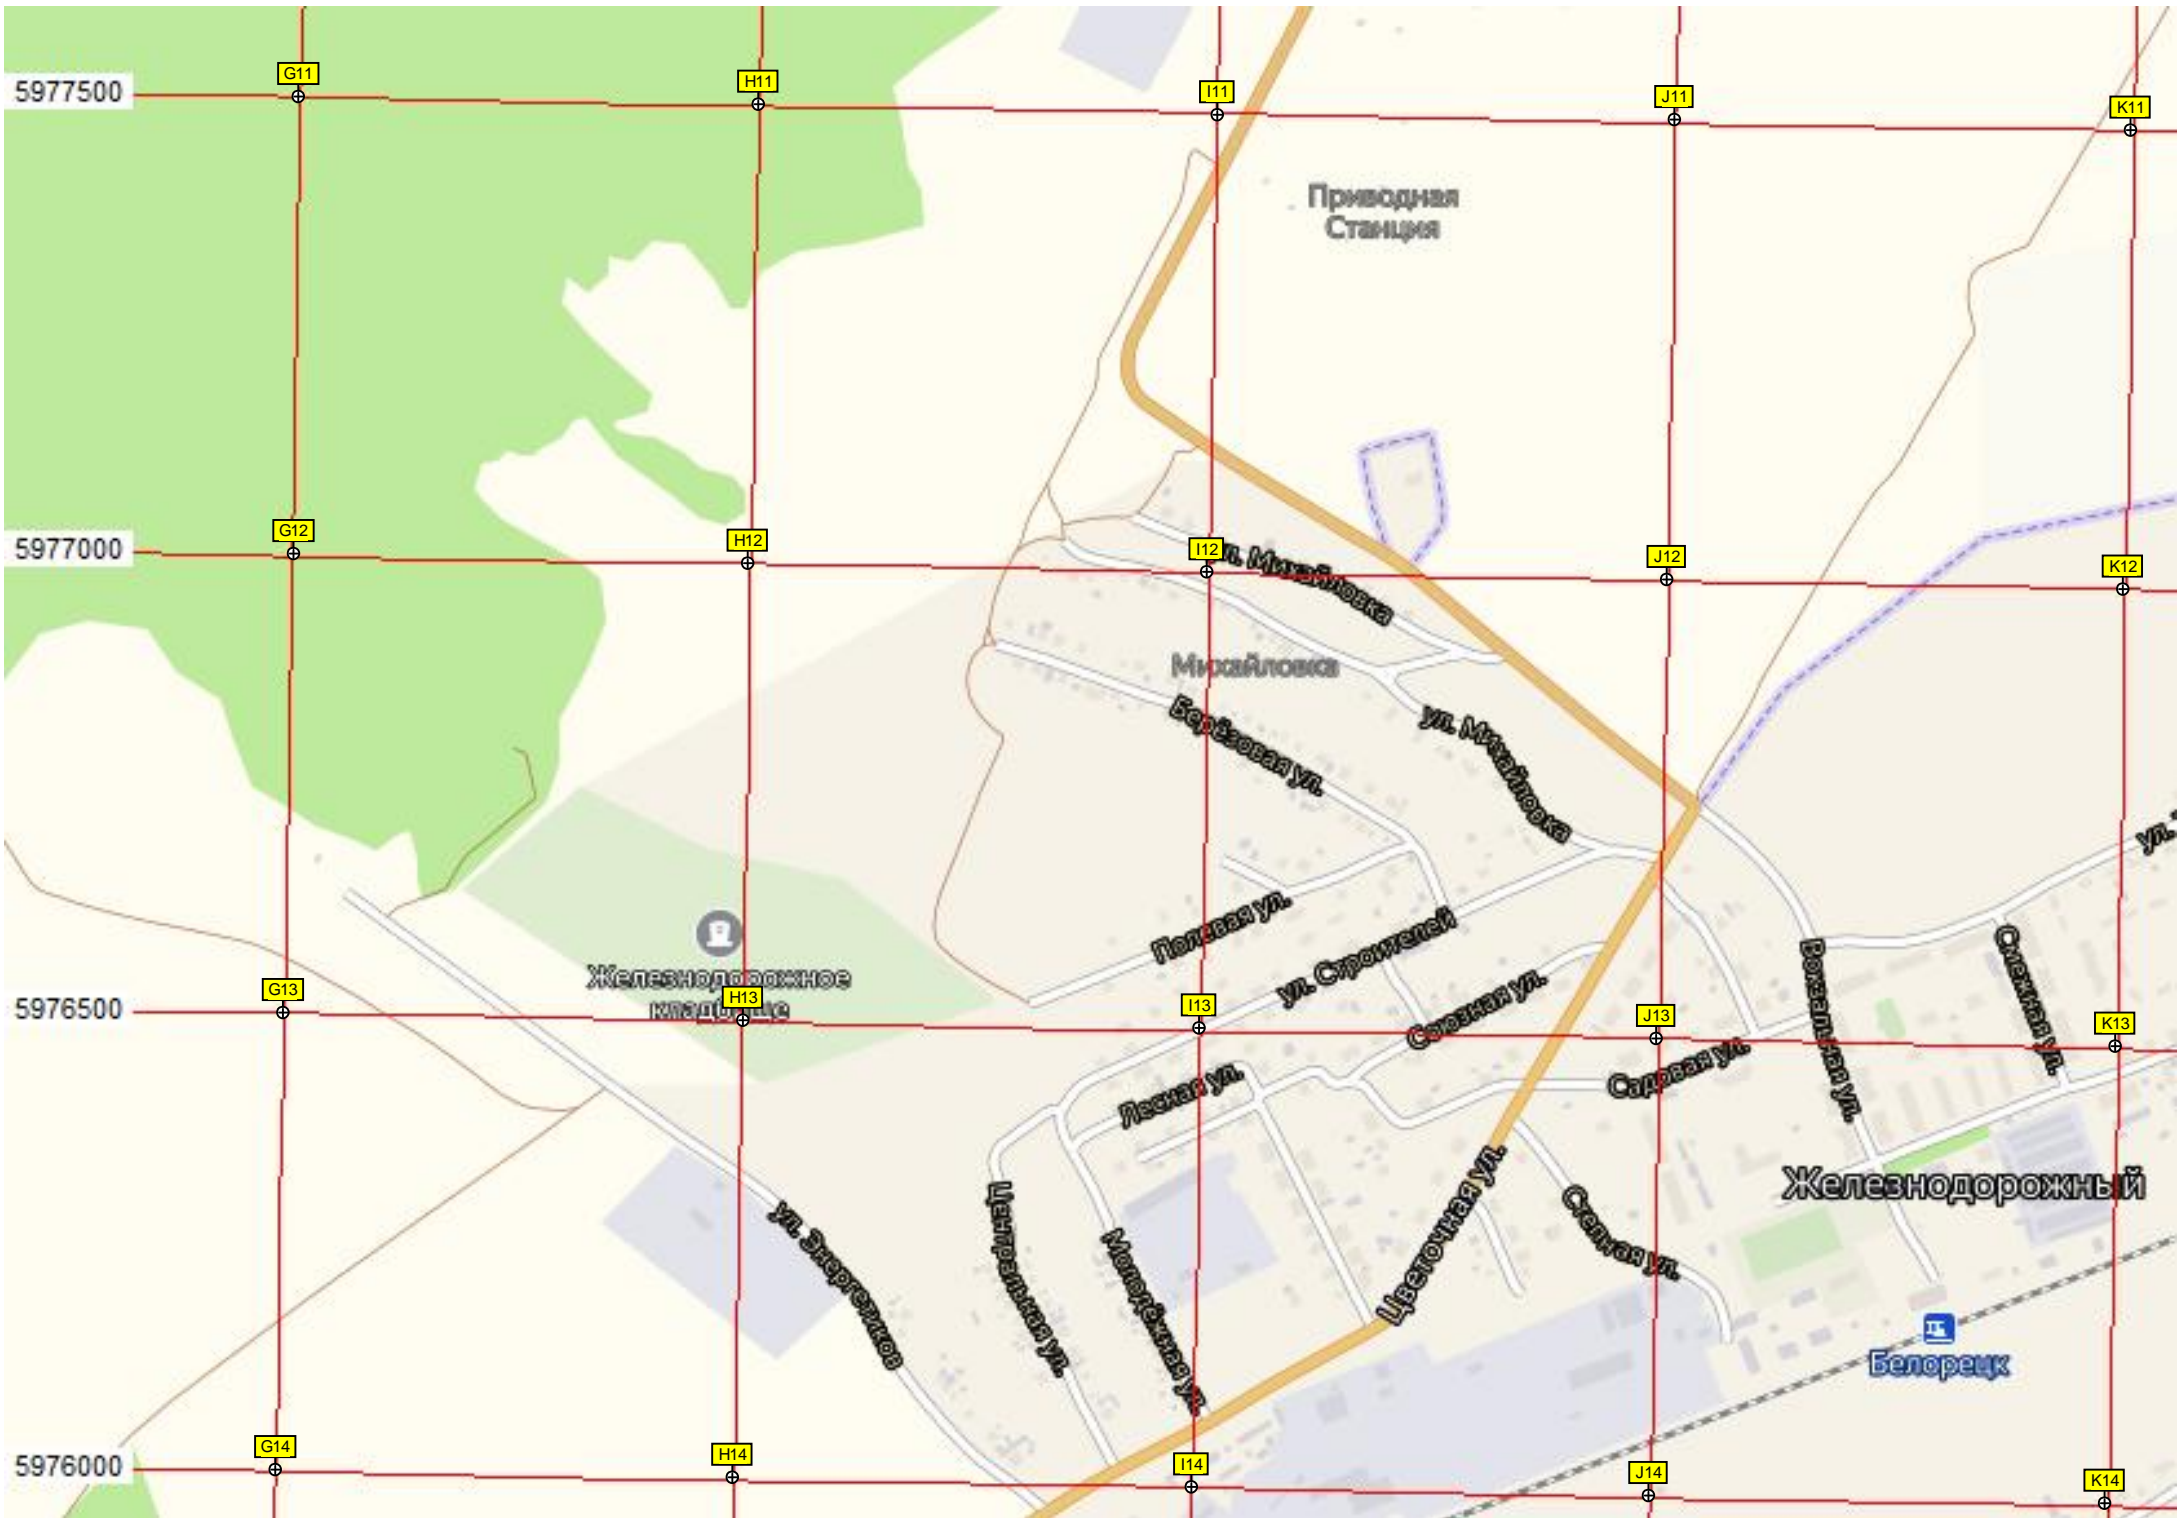 G11
H11
I11
J11
K11
5977500
Приводная
Станция
G12
H12
I12
J12
K12
5977000
ул. Михайловка
Михайловка
Берёзовая ул.
ул. Михайловка
ул.
Полевая ул.
ул. Строителей
Союзная ул.
Вокзальная ул.
Снежная ул.
Железнодорожное
кладбище
G13
H13
I13
J13
K13
5976500
Садовая ул.
Лесная ул.
Цветочная ул.
Степная ул.
Железнодорожный
ул. Энергетиков
Центральная ул.
Молодёжная ул.
Белорецк
G14
H14
I14
J14
K14
5976000